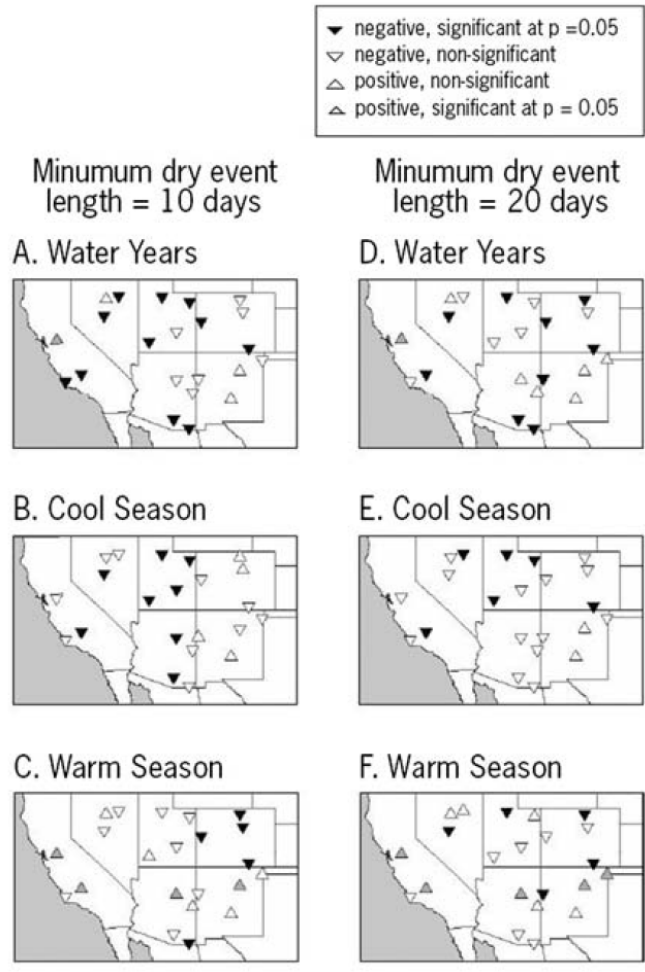 negative, significant at p =0.05
negative, non-significant
positive, non-significant
positive, significant at p = 0.05
Minumum dry event
length = 10 days
Minimum dry event
length = 20 days
A. Water Years
D. Water Years
B. Cool Season
E. Cool Season
C. Warm Season
F. Warm Season